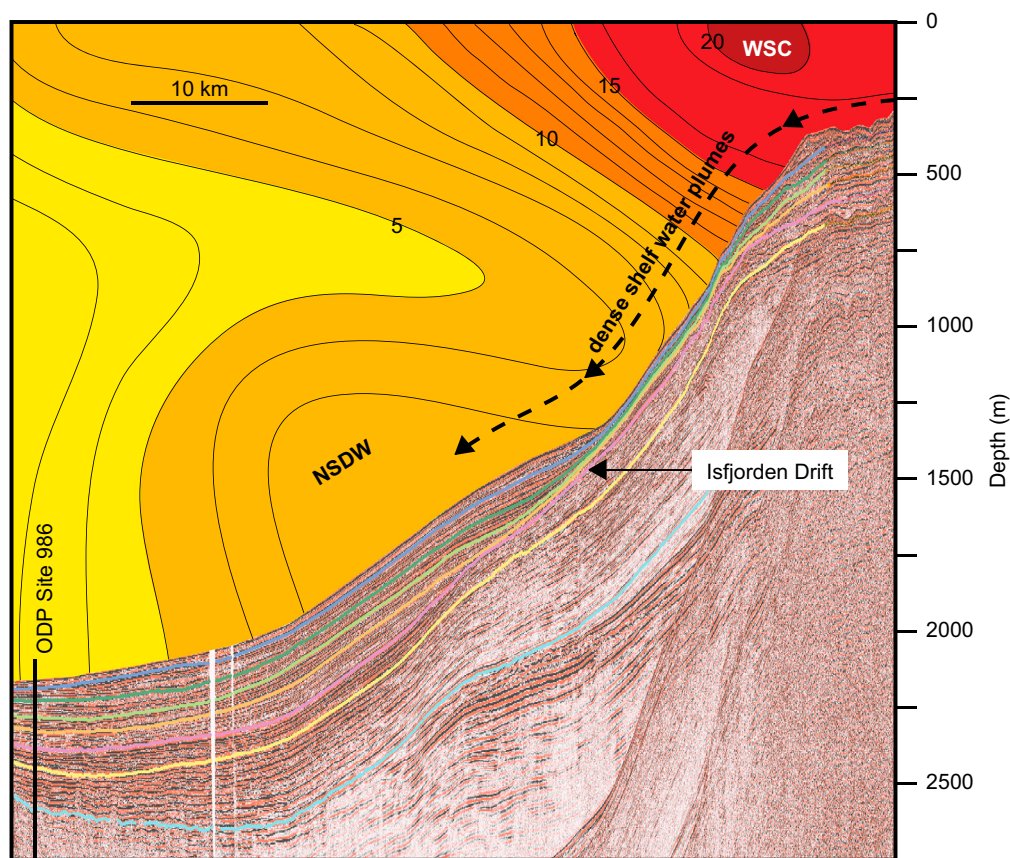 0
20
WSC
10 km
15
10
500
5
dense shelf water plumes
1000
Depth (m)
NSDW
Isfjorden Drift
1500
ODP Site 986
2000
2500